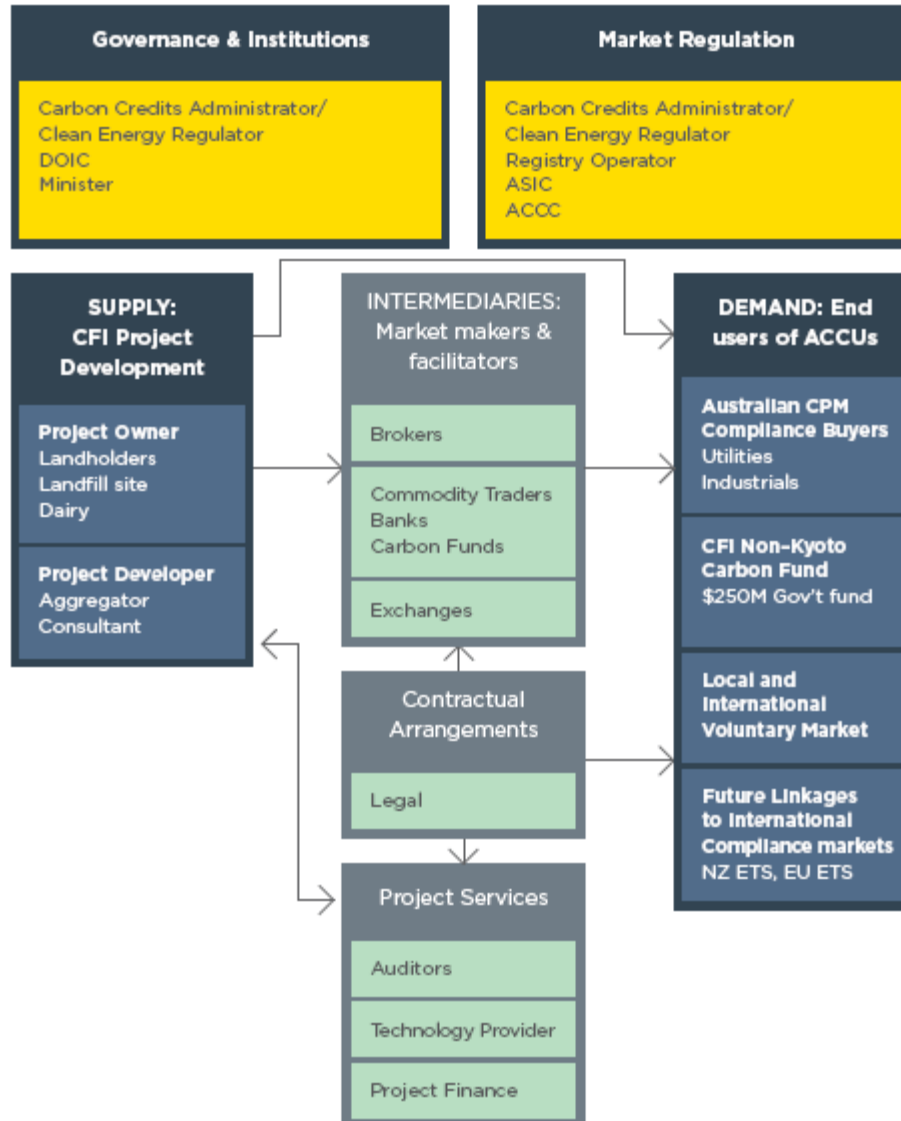 Governance & Institutions
Carbon Credits Administrator/
Clean Energy Regulator
DOIC
Minister
Market Regulation
Carbon Credits Administrator/
Clean Energy Regulator
Registry Operator
ASIC
ACCC
SUPPLY:
CFI Project
Development
Project Owner
Landholders
Landfill site
Dairy
Project Developer
Aggregator
Consultant
INTERMEDIARIES:
Market makers &
facilitators
Brokers
Commodity Traders
Banks
Carbon Funds
Exchanges
Contractual
Arrangements
Legal
Project Services
Auditors
Technology Provider
Project Finance
DEMAND: End
users of ACCUs
Australian CPM
Compliance Buyers
Utilities
Industrials
CFI Non-Kyoto
Carbon Fund
$250M Gov't fund
Local and
International
Voluntary Market
Future Linkages
to International
Compliance markets
NZ ETS, EU ETS